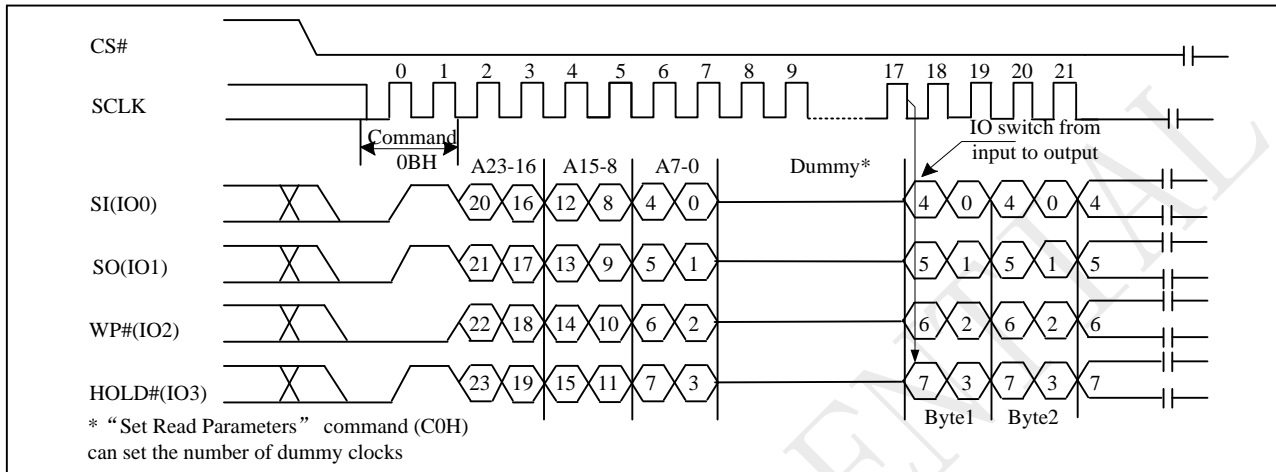 CS#
0 1 2 3 4 5 6 7 8 9 17 18 19 20 21
SCLK
Command
0BH
IO switch from
input to output
A23-16 A15-8 A7-0 Dummy*
SI(IO0) 20 16 12 8 4 0 4 0 4 0 4
SO(IO1) 21 17 13 9 5 1 5 1 5 1 5
WP#(IO2) 22 18 14 10 6 2 6 2 6 2 6
HOLD#(IO3) 23 19 15 11 7 3 7 3 7 3 7
Byte1 Byte2
* “Set Read Parameters” command (C0H)
can set the number of dummy clocks
ENTIAL